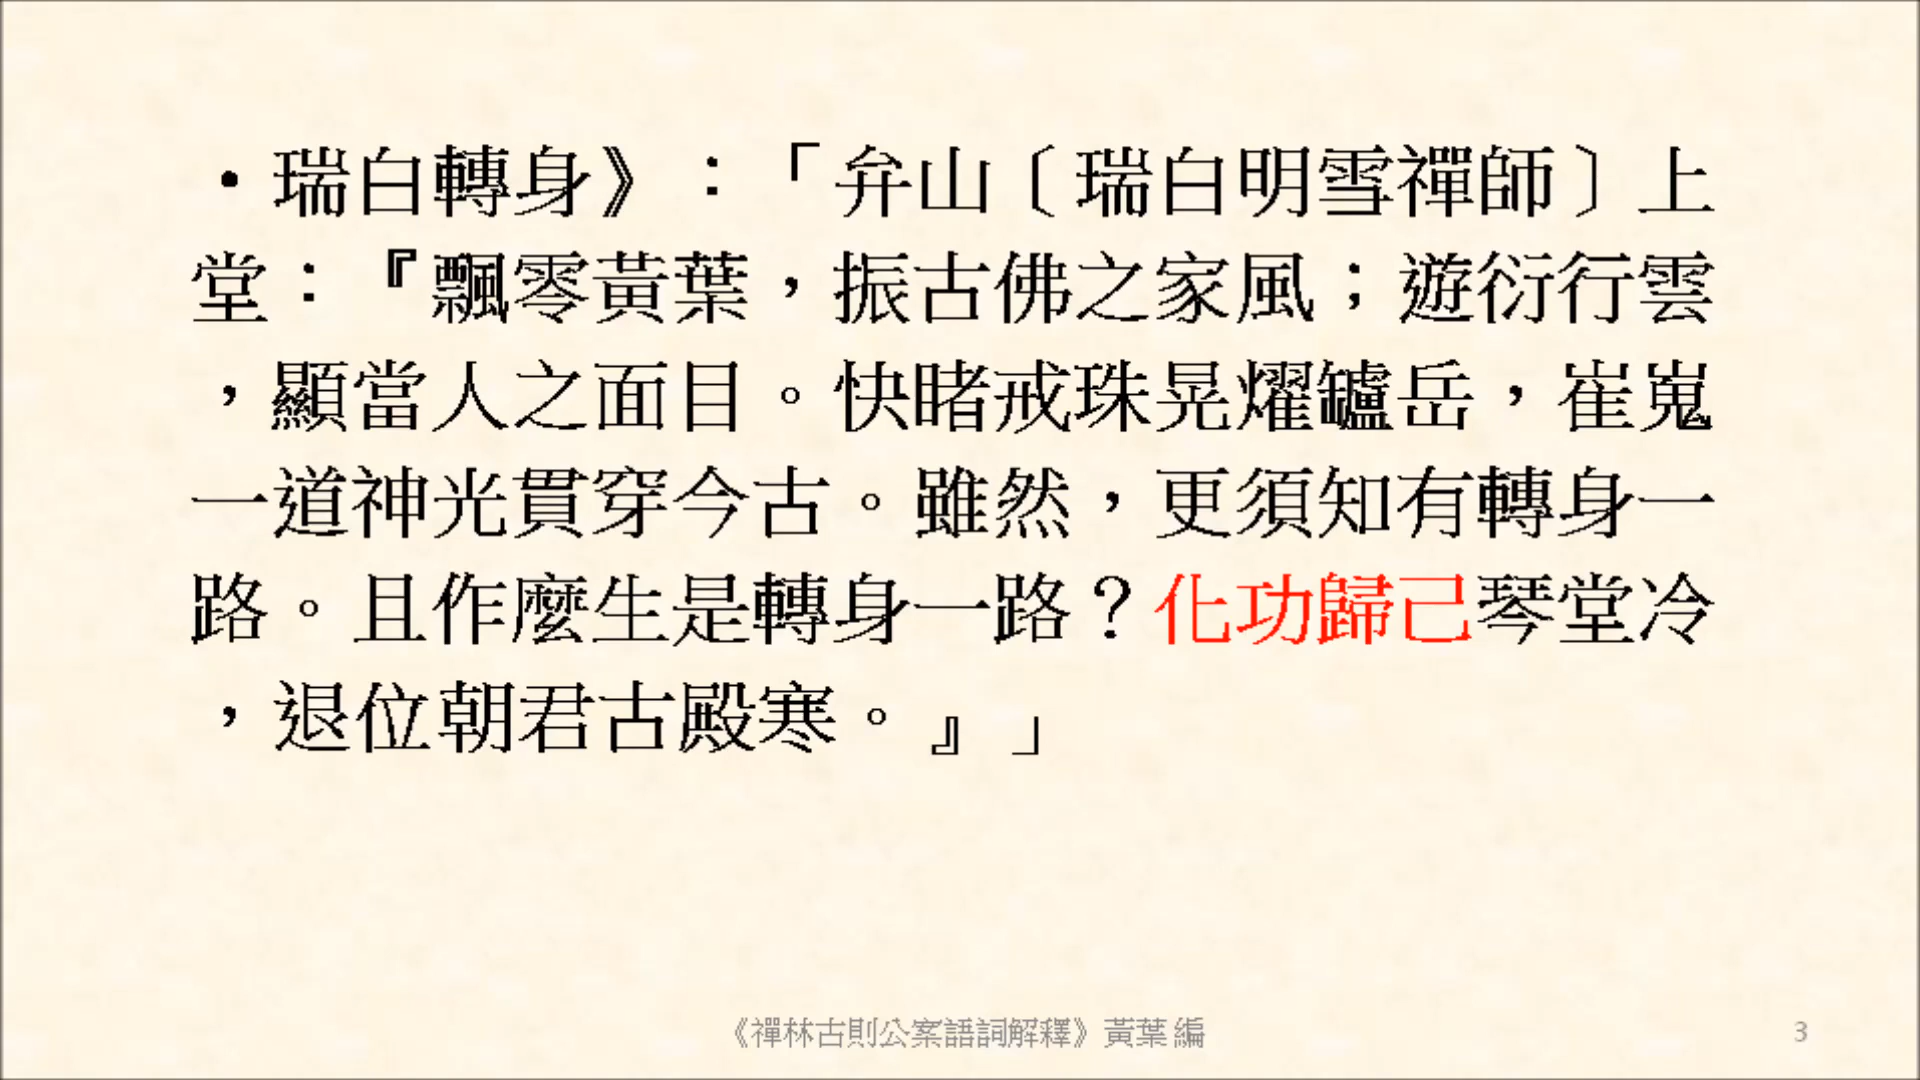 ・瑞白轉身》：「弁山〔瑞白明雪禪師〕上
堂：『飄零黃葉，振古佛之家風；遊衍行雲
，顯當人之面目。快睹戒珠晃燿鑪岳，崔嵬
一道神光貫穿今古。雖然，更須知有轉身一
路。且作麼生是轉身一路？化功歸己琴堂冷
，退位朝君古殿寒。』」
《禪林古則公案語詞解釋》黃葉 編
3